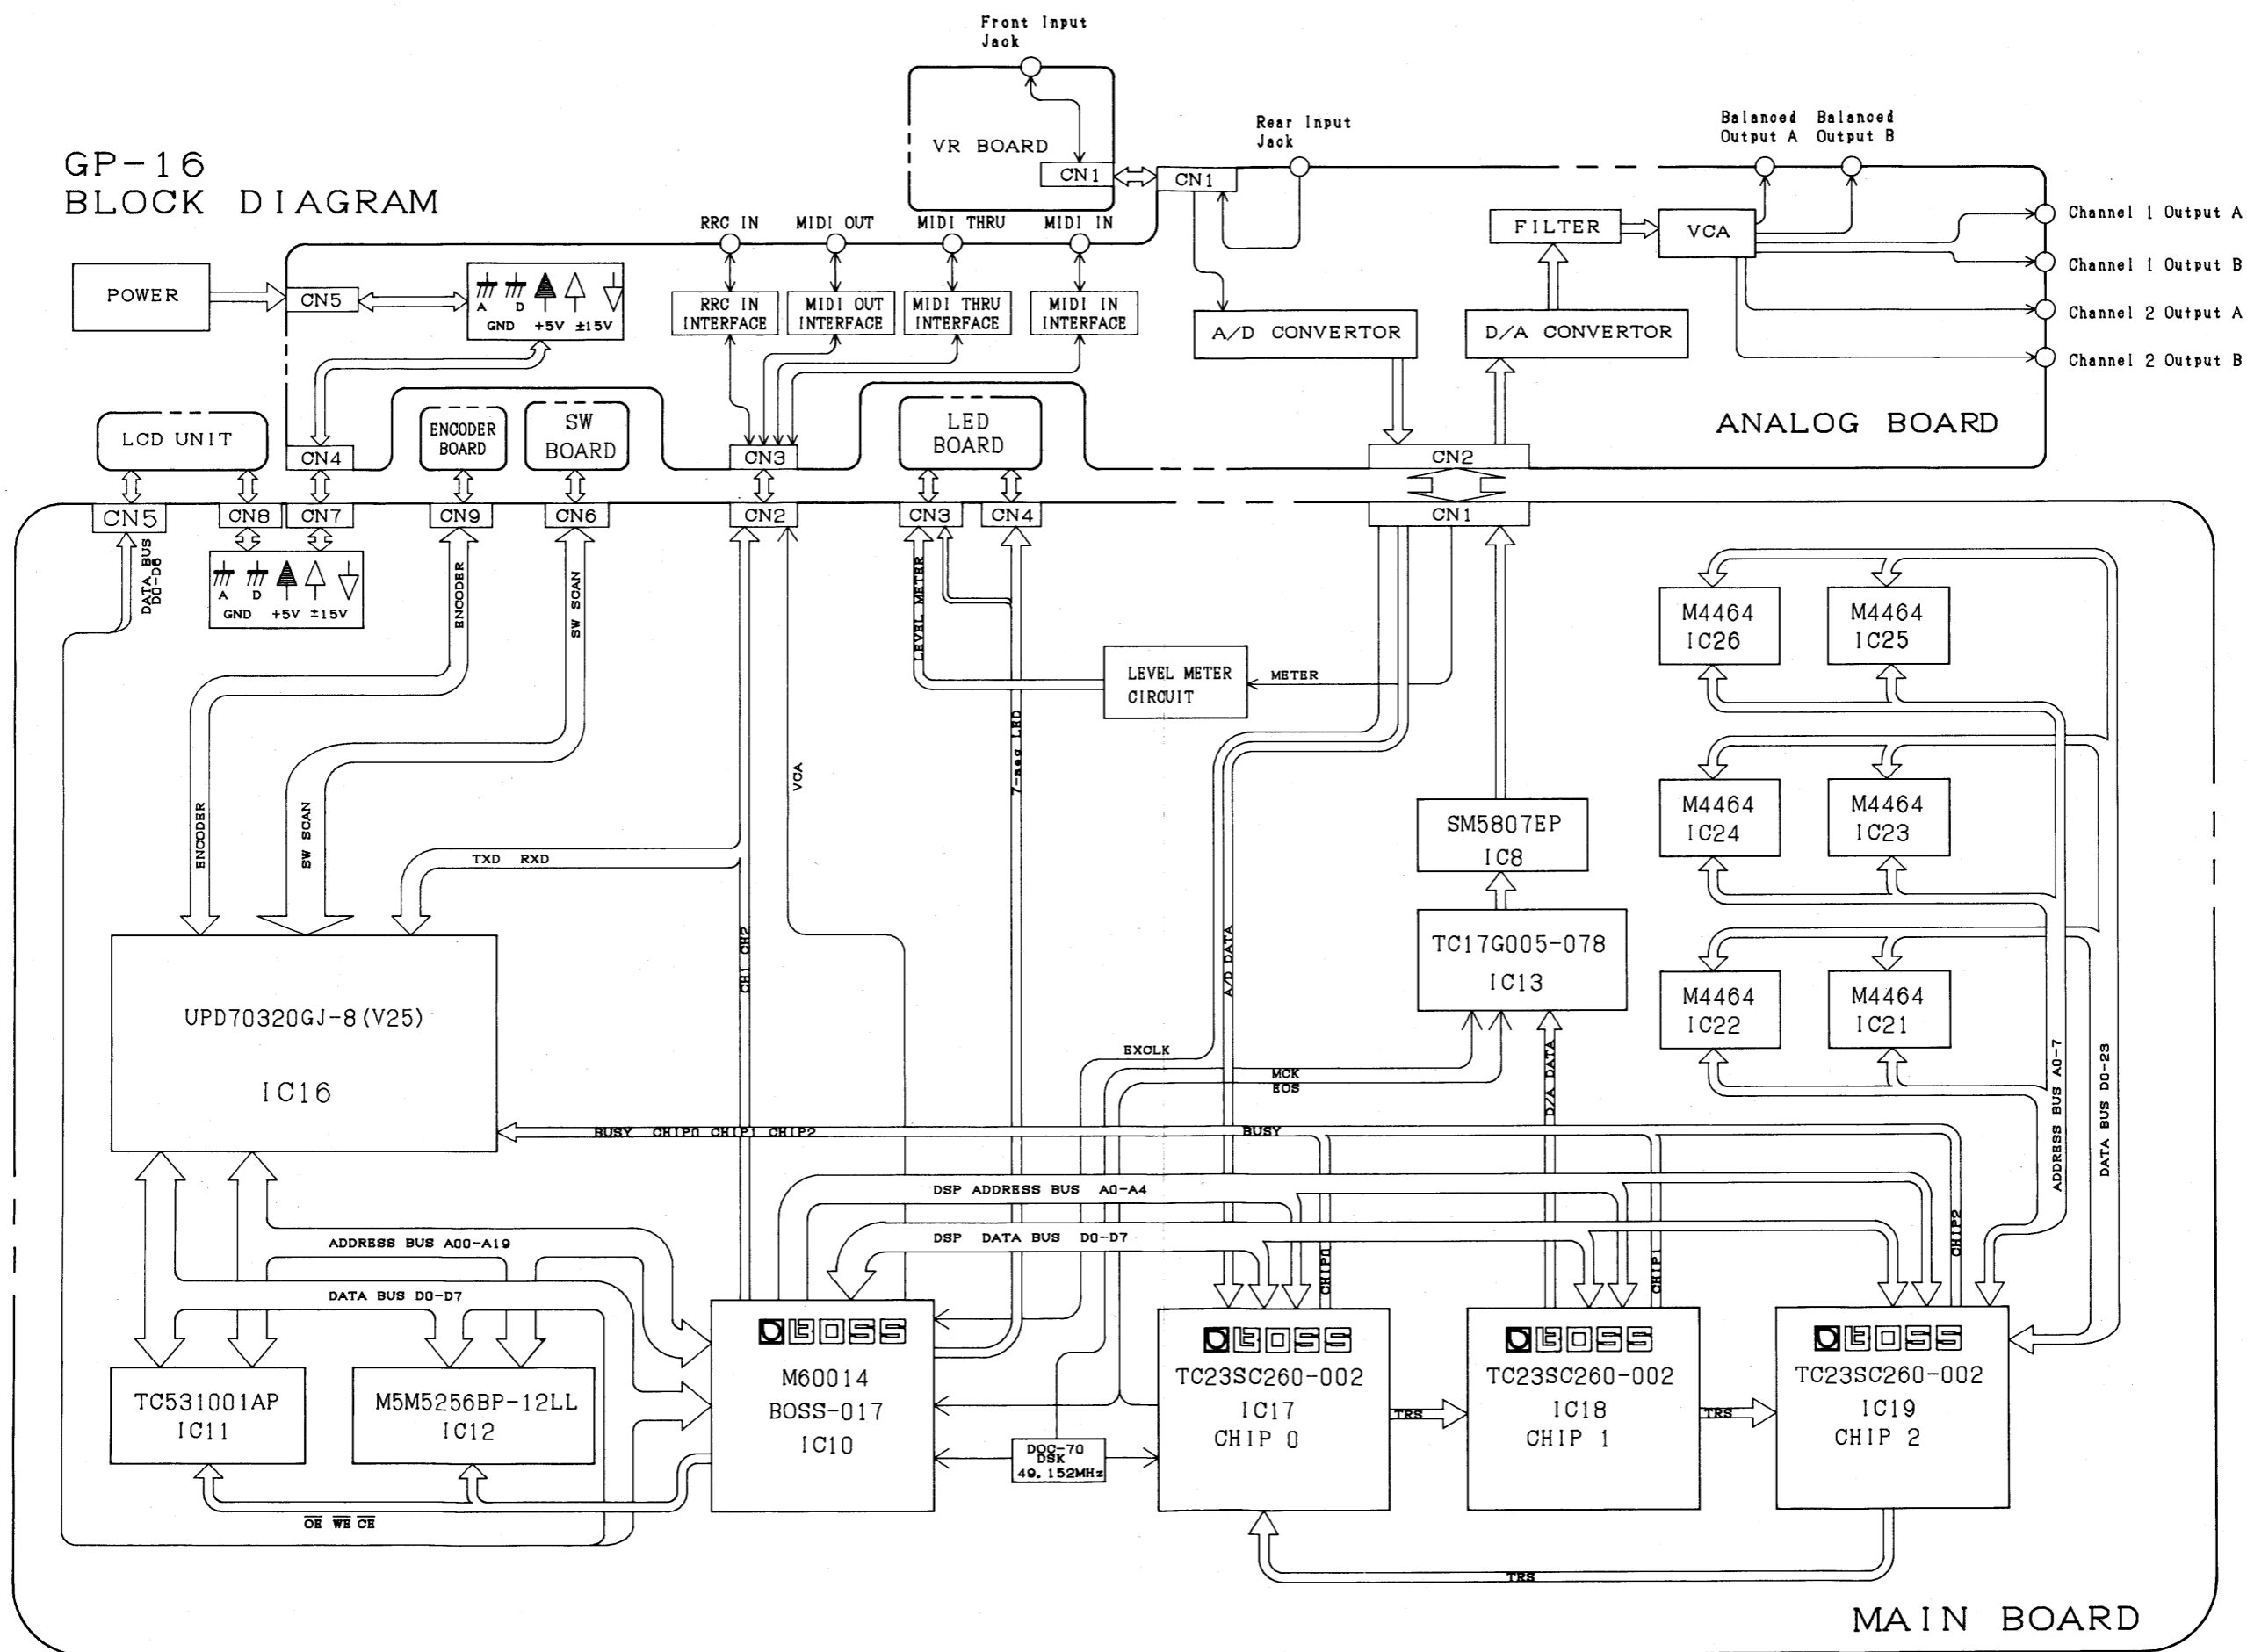 Front Input
Jack
VR BOARD
CN1
CN1
Rear Input
Jack
Balanced Balanced
Output A Output B
GP-16
BLOCK DIAGRAM
RRC IN
MIDI OUT
MIDI THRU
MIDI IN
FILTER
VCA
Channel 1 Output A
Channel 1 Output B
Channel 2 Output A
Channel 2 Output B
POWER
CN5
A D
GND +5V ±15V
RRC IN
INTERFACE
MIDI OUT
INTERFACE
MIDI THRU
INTERFACE
MIDI IN
INTERFACE
A/D CONVERTOR
D/A CONVERTOR
LCD UNIT
CN4
ENCODER
BOARD
SW
BOARD
CN3
LED
BOARD
CN2
ANALOG BOARD
CN5
CN8
CN7
CN9
CN6
CN2
CN3
CN4
CN1
DATA BUS
D0-D6
A D
GND +5V ±15V
ENCODER
SW SCAN
LEVEL METER
LEVEL METER
CIRCUIT
METER
M4464
IC26
M4464
IC25
ENCODER
SW SCAN
VCA
7-seg LED
TXD RXD
SM5807EP
IC8
M4464
IC24
M4464
IC23
CH1 CH2
A/D DATA
TC17G005-078
IC13
M4464
IC22
M4464
IC21
UPD70320GJ-8(V25)
IC16
EXCLK
MCK
EOS
D/A DATA
ADDRESS BUS A0-7
DATA BUS D0-23
BUSY CHIP0 CHIP1 CHIP2
BUSY
DSP ADDRESS BUS A0-A4
DSP DATA BUS D0-D7
CHIP0
CHIP1
CHIP2
ADDRESS BUS A00-A19
DATA BUS D0-D7
TC531001AP
IC11
M5M5256BP-12LL
IC12
BOSS
M60014
BOSS-017
IC10
BOSS
TC23SC260-002
IC17
CHIP 0
BOSS
TC23SC260-002
IC18
CHIP 1
BOSS
TC23SC260-002
IC19
CHIP 2
TRS
TRS
DOC-70
DSK
49.152MHz
OE WE CE
TRS
MAIN BOARD